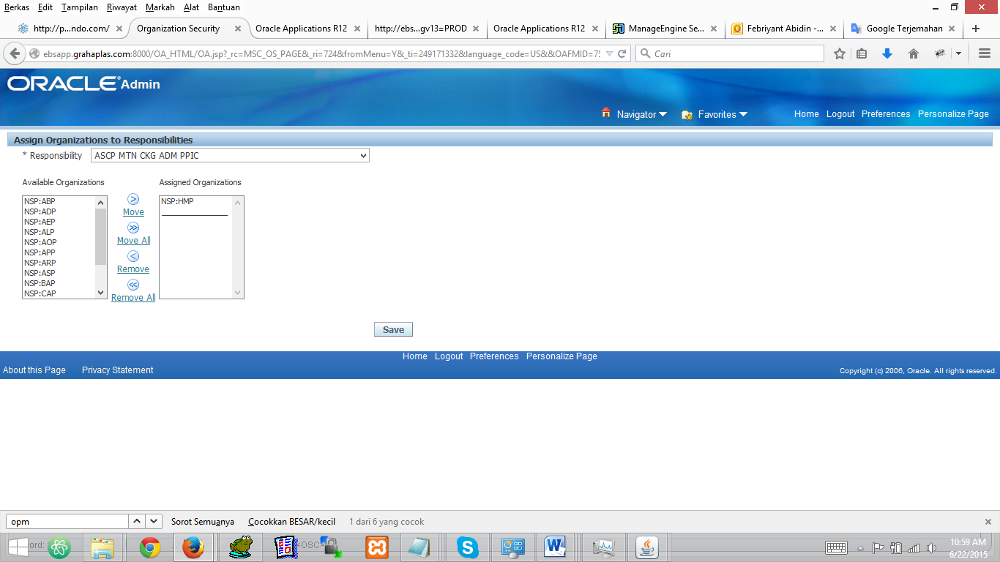 Berkas Edit Tampilan Riwayat Markah Alat Bantuan
http://p...ndo.com/ Organization Security Oracle Applications R12 http://ebs...gv13=PROD Oracle Applications R12 ManageEngine Se... Febriyant Abidin -... Google Terjemahan
ebsapp.grahaplas.com:8000/OA_HTML/OA.jsp?_rc=MSC_OS_PAGE&_ri=724&fromMenu=Y&_ti=249171332&language_code=US&&OAFMID=75 Cari
ORACLE Admin
Navigator Favorites Home Logout Preferences Personalize Page
Assign Organizations to Responsibilities
* Responsibility ASCP MTN CKG ADM PPIC
Available Organizations
NSP:ABP
NSP:ADP
NSP:AEP
NSP:ALP
NSP:AOP
NSP:APP
NSP:ARP
NSP:ASP
NSP:BAP
NSP:CAP
Move
Move All
Remove
Remove All
Assigned Organizations
NSP:HMP
Save
Home Logout Preferences Personalize Page
About this Page Privacy Statement Copyright (c) 2006, Oracle. All rights reserved.
opm Sorot Semuanya Cocokkan BESAR/kecil 1 dari 6 yang cocok
10:59 AM
6/22/2015